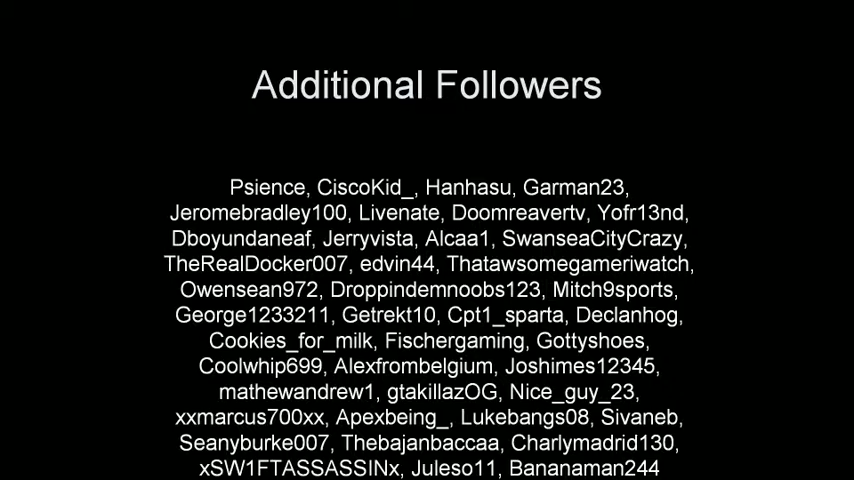 Additional Followers
Psience, CiscoKid_, Hanhasu, Garman23,
Jeromebradley100, Livenate, Doomreavertv, Yofr13nd,
Dboyundaneaf, Jerryvista, Alcaa1, SwanseaCityCrazy,
TheRealDocker007, edvin44, Thatawsomegameriwatch,
Owensean972, Droppindemnoobs123, Mitch9sports,
George1233211, Getrekt10, Cpt1_sparta, Declanhog,
Cookies_for_milk, Fischergaming, Gottyshoes,
Coolwhip699, Alexfrombelgium, Joshimes12345,
mathewandrew1, gtakillazOG, Nice_guy_23,
xxmarcus700xx, Apexbeing_, Lukebangs08, Sivaneb,
Seanyburke007, Thebajanbaccaa, Charlymadrid130,
xSW1FTASSASSINx, Juleso11, Bananaman244